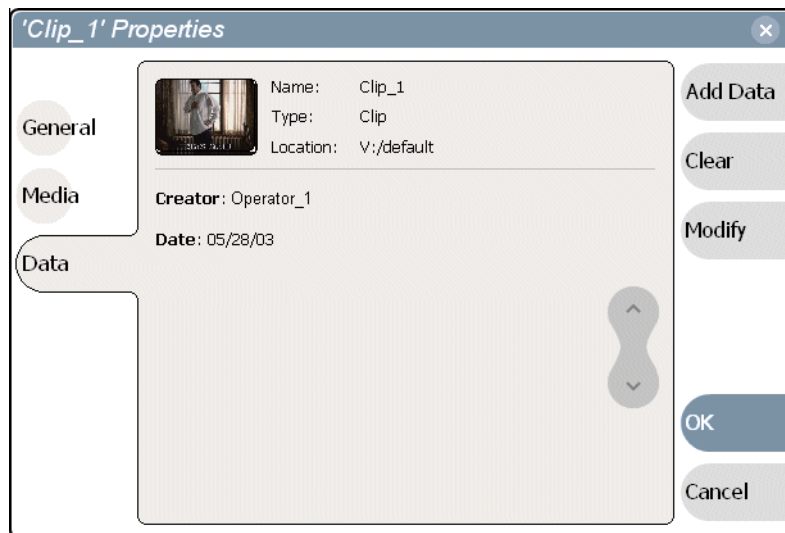 'Clip_1' Properties
General
Media
Data
Name: Clip_1
Type: Clip
Location: V:/default
Creator: Operator_1
Date: 05/28/03
Add Data
Clear
Modify
OK
Cancel